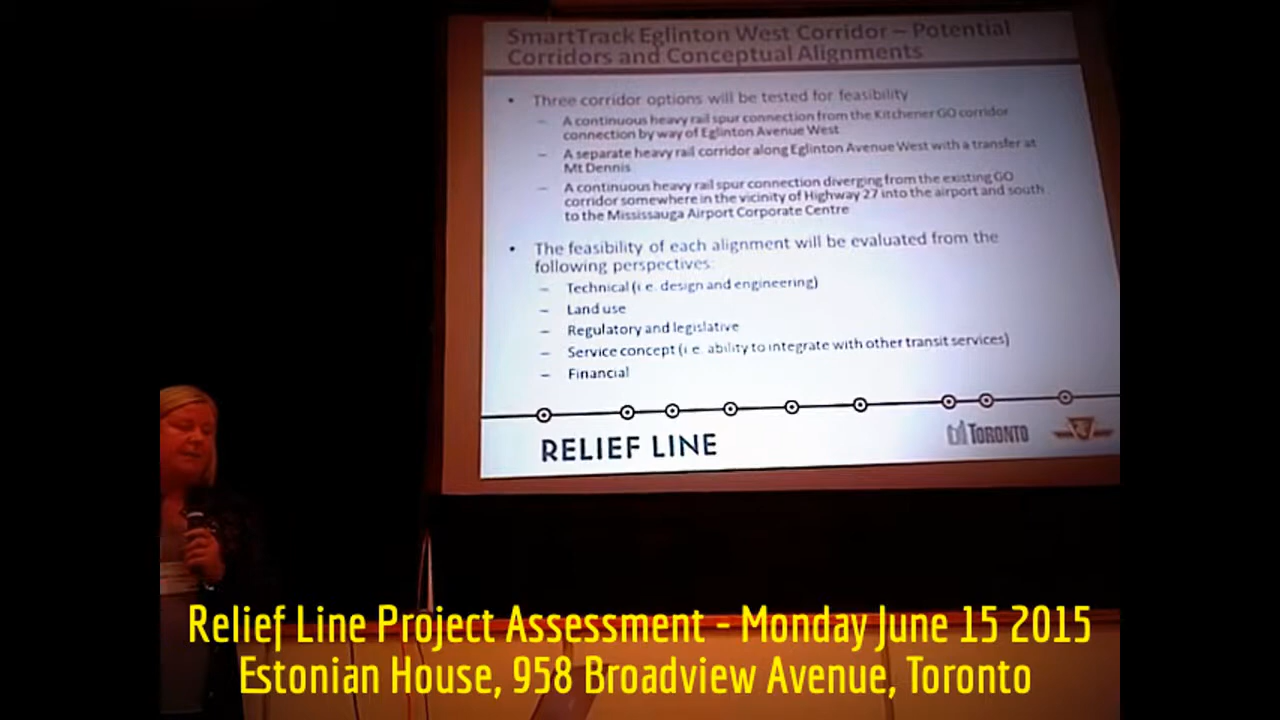 SmartTrack Eglinton West Corridor – Potential
Corridors and Conceptual Alignments
• Three corridor options will be tested for feasibility
– A continuous heavy rail spur connection from the Kitchener GO corridor
connection by way of Eglinton Avenue West
– A separate heavy rail corridor along Eglinton Avenue West with a transfer at
Mt Dennis
– A continuous heavy rail spur connection diverging from the existing GO
corridor somewhere in the vicinity of Highway 27 into the airport and south
to the Mississauga Airport Corporate Centre
• The feasibility of each alignment will be evaluated from the
following perspectives:
– Technical (i.e. design and engineering)
– Land use
– Regulatory and legislative
– Service concept (i.e. ability to integrate with other transit services)
– Financial
RELIEF LINE
TORONTO
Relief Line Project Assessment - Monday June 15 2015
Estonian House, 958 Broadview Avenue, Toronto